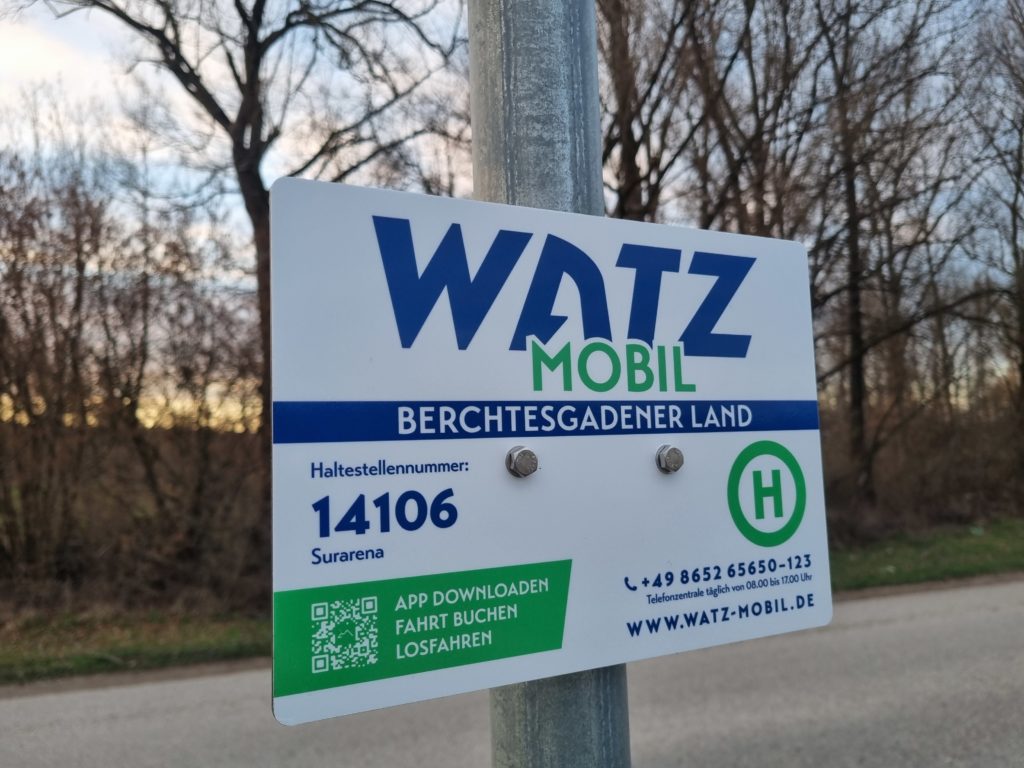 WATZ
MOBIL
BERCHTESGADENER LAND
Haltestellennummer:
14106
Surarena
H
APP DOWNLOADEN
FAHRT BUCHEN
LOSFAHREN
+49 8652 65650-123
Telefonzentrale täglich von 08.00 bis 17.00 Uhr
WWW.WATZ-MOBIL.DE